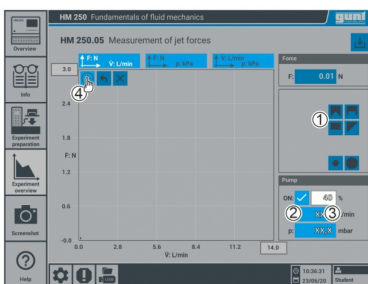 HM 250 Fundamentals of fluid mechanics
gunt
HM 250.05 Measurement of jet forces
Overview
Info
Experiment preparation
Experiment overview
Screenshot
Help
F: N
V̇: L/min
F: N
p: kPa
V̇: L/min
p: kPa
4
3.0
2.4
1.8
F: N
1.2
0.6
-0.0
0.0 2.8 5.6 8.4 11.2 14.0
V̇: L/min
Force
F: 0.01 N
1
Pump
ON: 40 %
2 3
p: XX.X mbar
10:36:31
23/06/20 Student